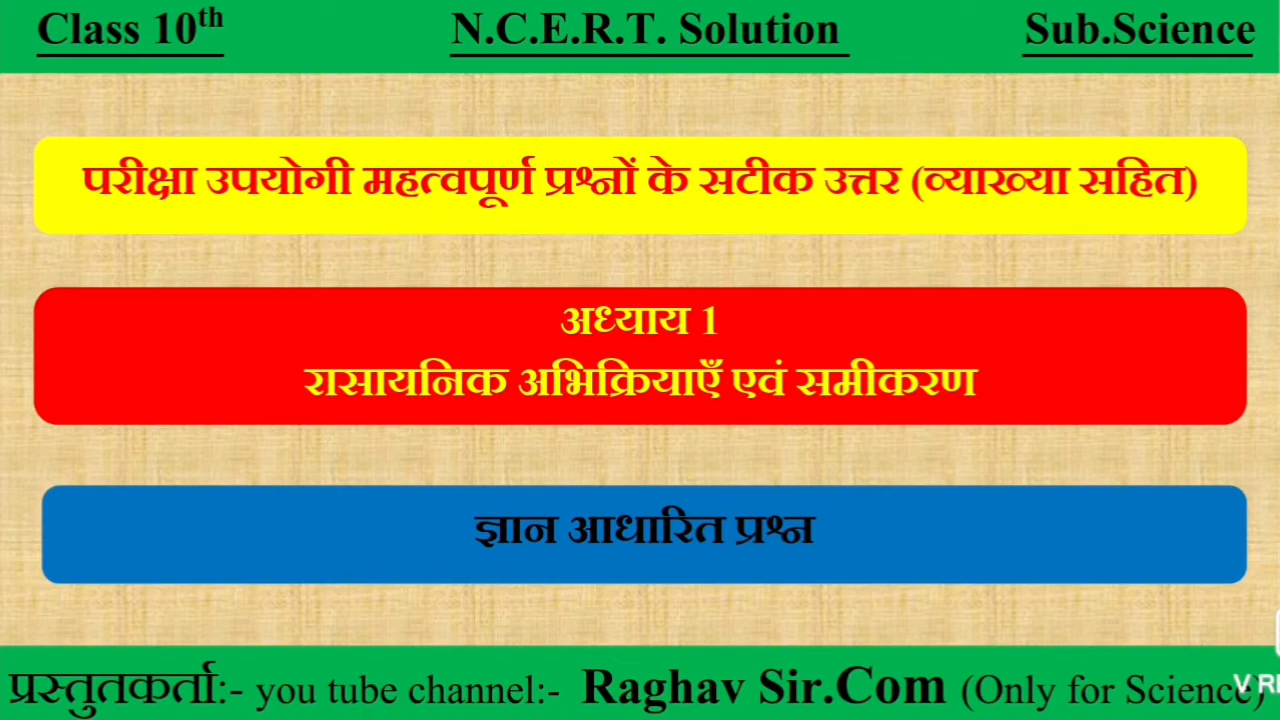 Class 10th N.C.E.R.T. Solution Sub.Science
परीक्षा उपयोगी महत्वपूर्ण प्रश्नों के सटीक उत्तर (व्याख्या सहित)
अध्याय 1
रासायनिक अभिक्रियाएँ एवं समीकरण
ज्ञान आधारित प्रश्न
प्रस्तुतकर्ता:- you tube channel:- Raghav Sir.Com (Only for Science)